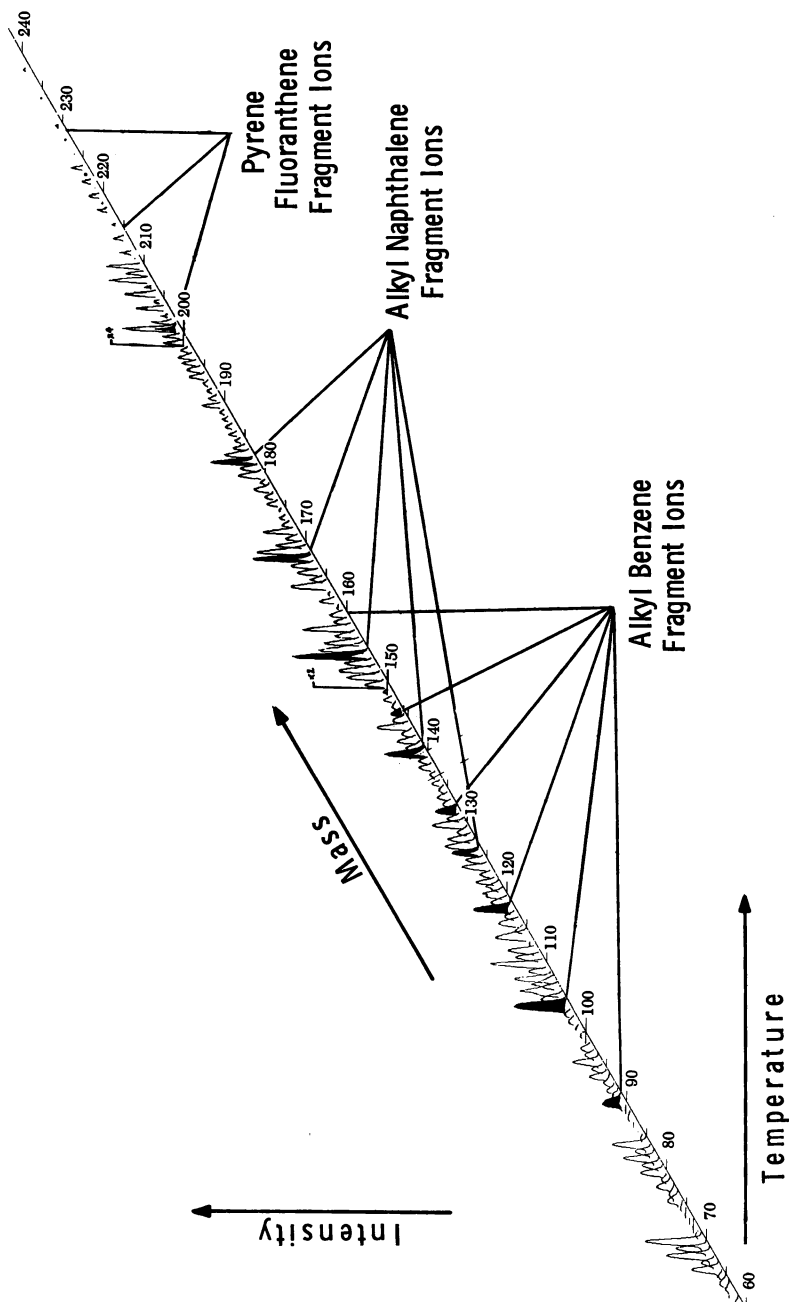 240
230
220
210
200
190
180
170
160
150
140
130
120
110
100
90
80
70
60
Pyrene
Fluoranthene
Fragment Ions
Alkyl Naphthalene
Fragment Ions
Alkyl Benzene
Fragment Ions
Mass
Intensity
Temperature